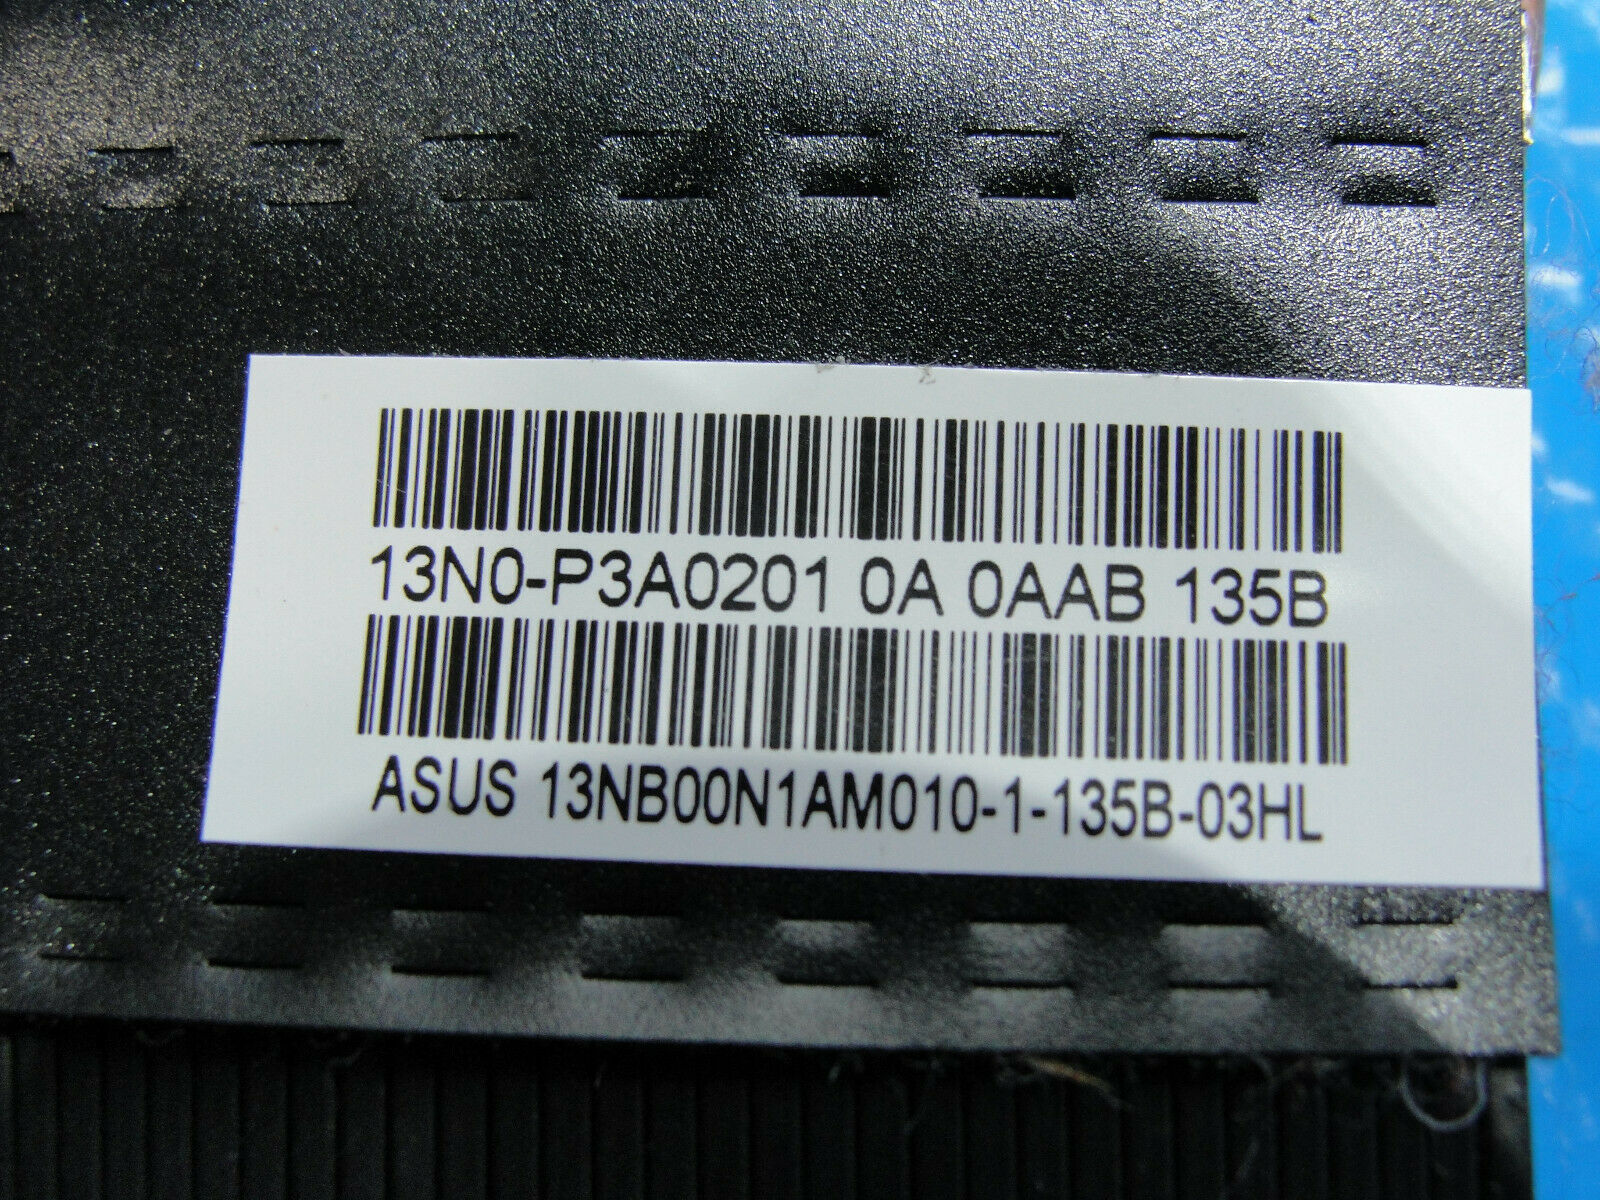 13N0-P3A0201 0A 0AAB 135B
ASUS 13NB00N1AM010-1-135B-03HL